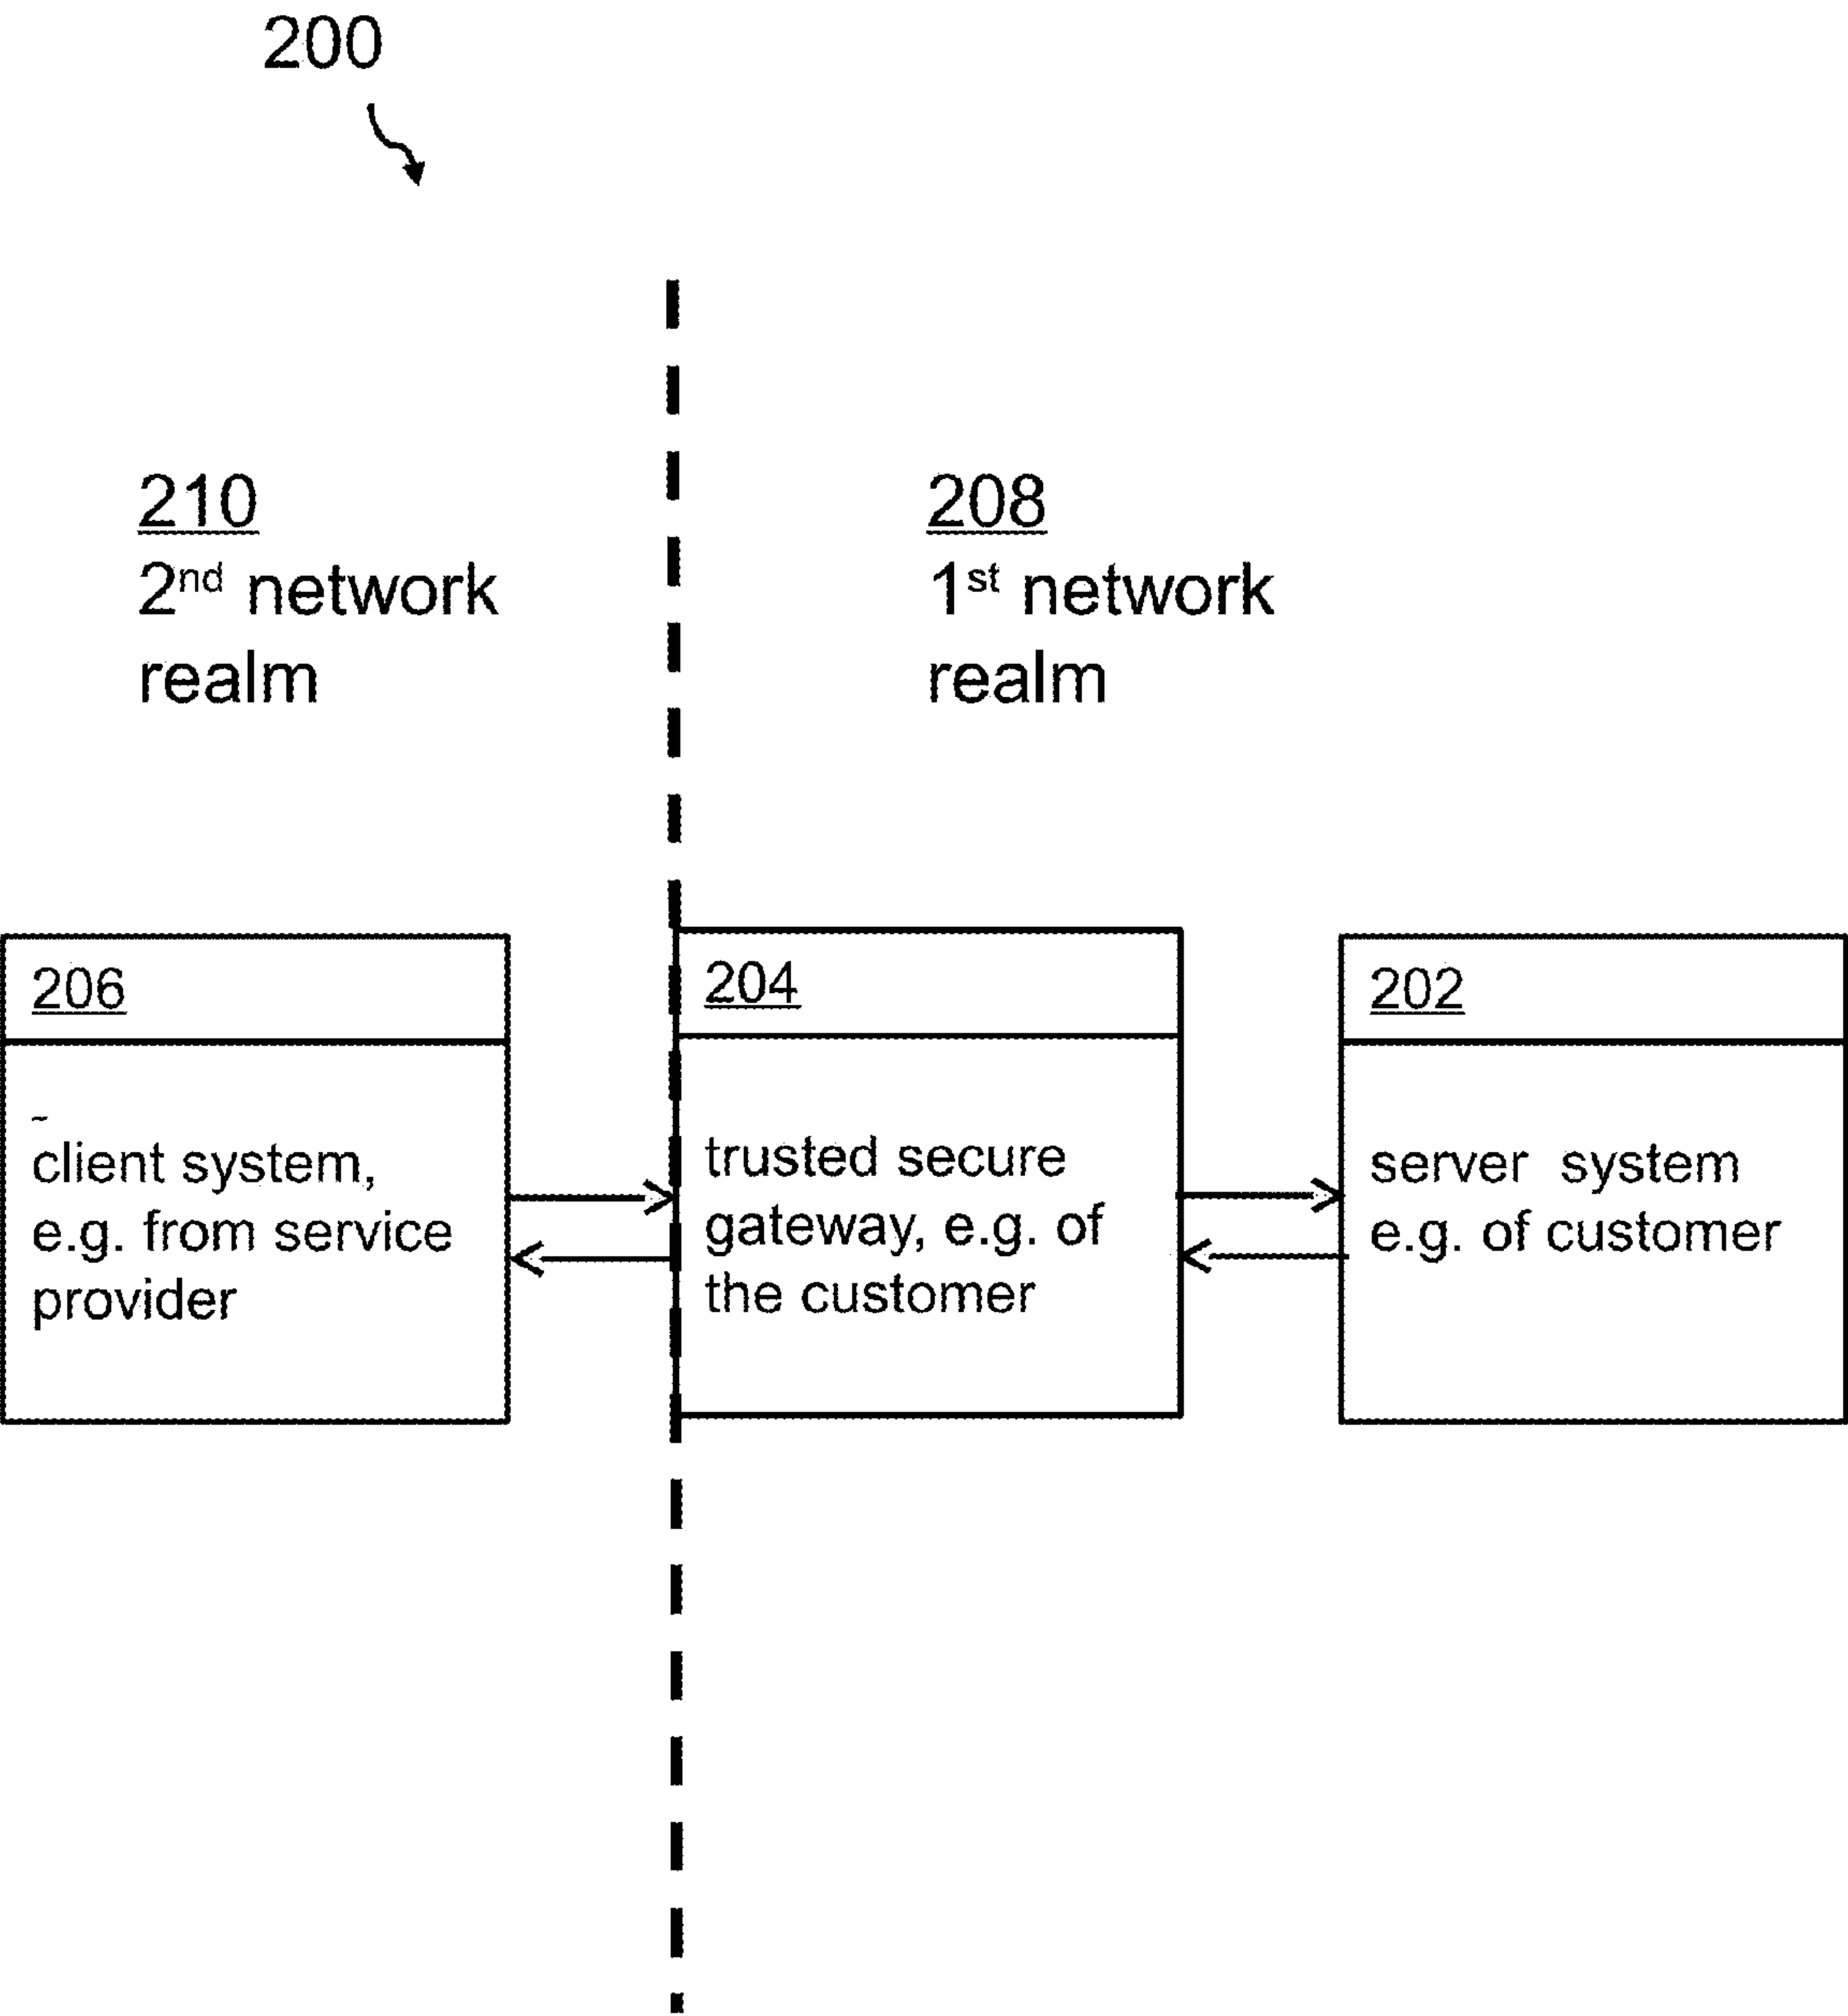 200
210
2nd network
realm
208
1st network
realm
206
client system,
e.g. from service
provider
204
trusted secure
gateway, e.g. of
the customer
202
server system
e.g. of customer